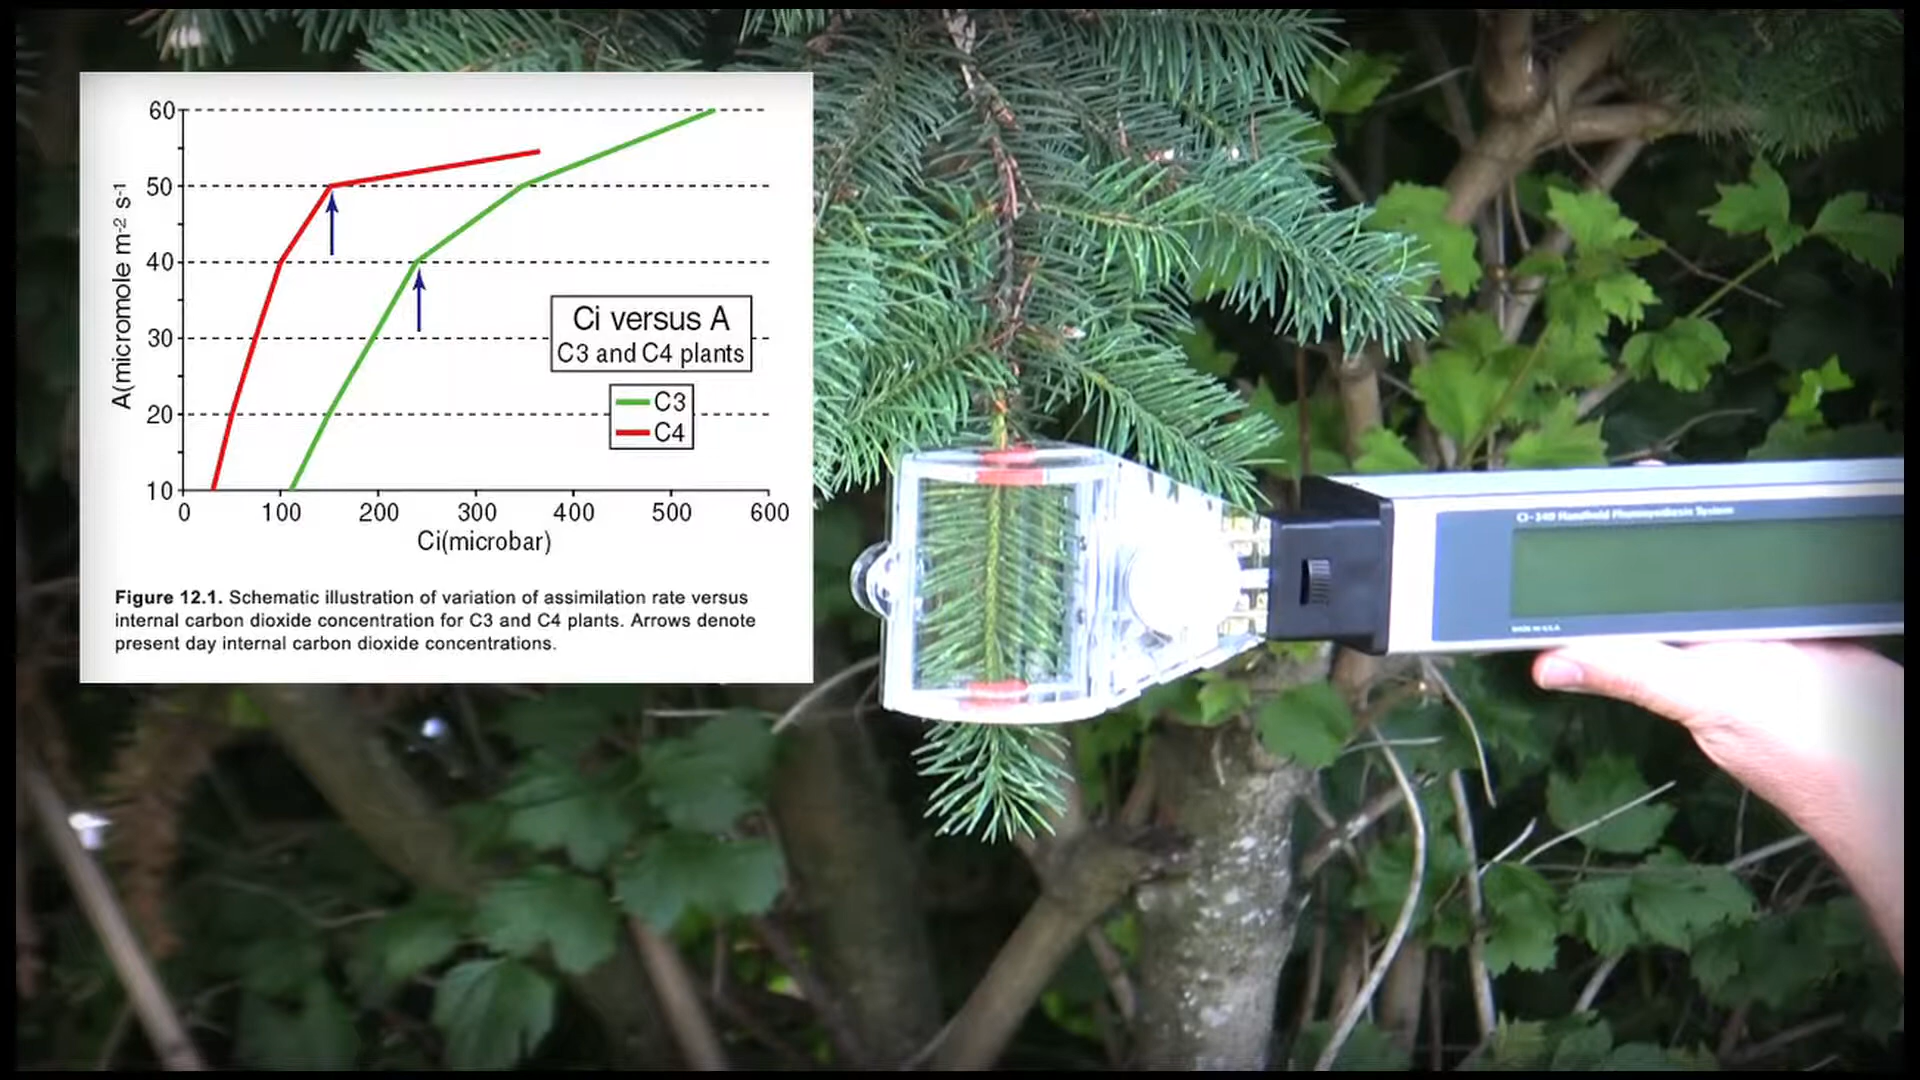 60
50
40
30
20
10
A(micromole m-2 s-1
0 100 200 300 400 500 600
Ci(microbar)
Ci versus A
C3 and C4 plants
C3
C4
Figure 12.1. Schematic illustration of variation of assimilation rate versus
internal carbon dioxide concentration for C3 and C4 plants. Arrows denote
present day internal carbon dioxide concentrations.
CI-340 Handheld Photosynthesis System
MADE IN U.S.A.